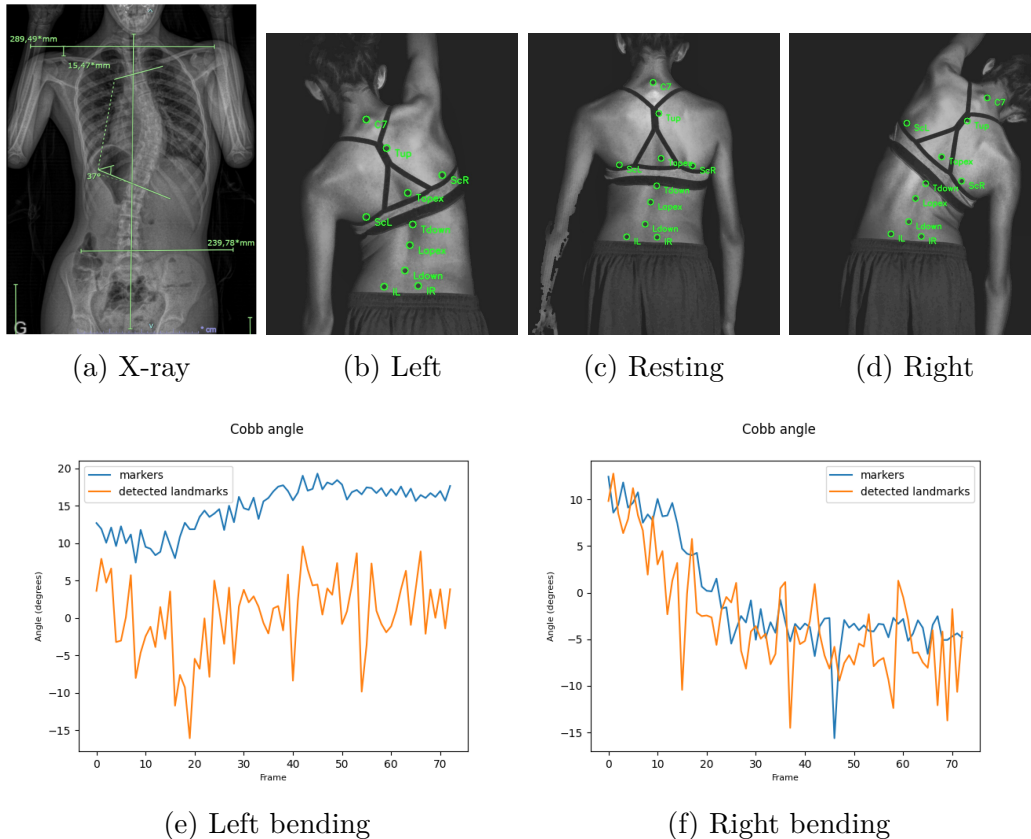 289,49*mm
15,47*mm
37°
239,78*mm
G
v
* cm
C7
Tup
ScR
Tapex
ScL
Tdown
Lapex
Ldown
IL
IR
C7
Tup
Tapex
ScL
ScR
Tdown
Lapex
Ldown
IL
IR
C7
ScL
Tup
Tapex
Tdown
ScR
Lapex
Ldown
IL
IR
(a) X-ray
(b) Left
(c) Resting
(d) Right
Cobb angle
markers
detected landmarks
20
15
10
5
0
−5
−10
−15
Angle (degrees)
0 10 20 30 40 50 60 70
Frame
(e) Left bending
Cobb angle
markers
detected landmarks
10
5
0
−5
−10
−15
Angle (degrees)
0 10 20 30 40 50 60 70
Frame
(f) Right bending